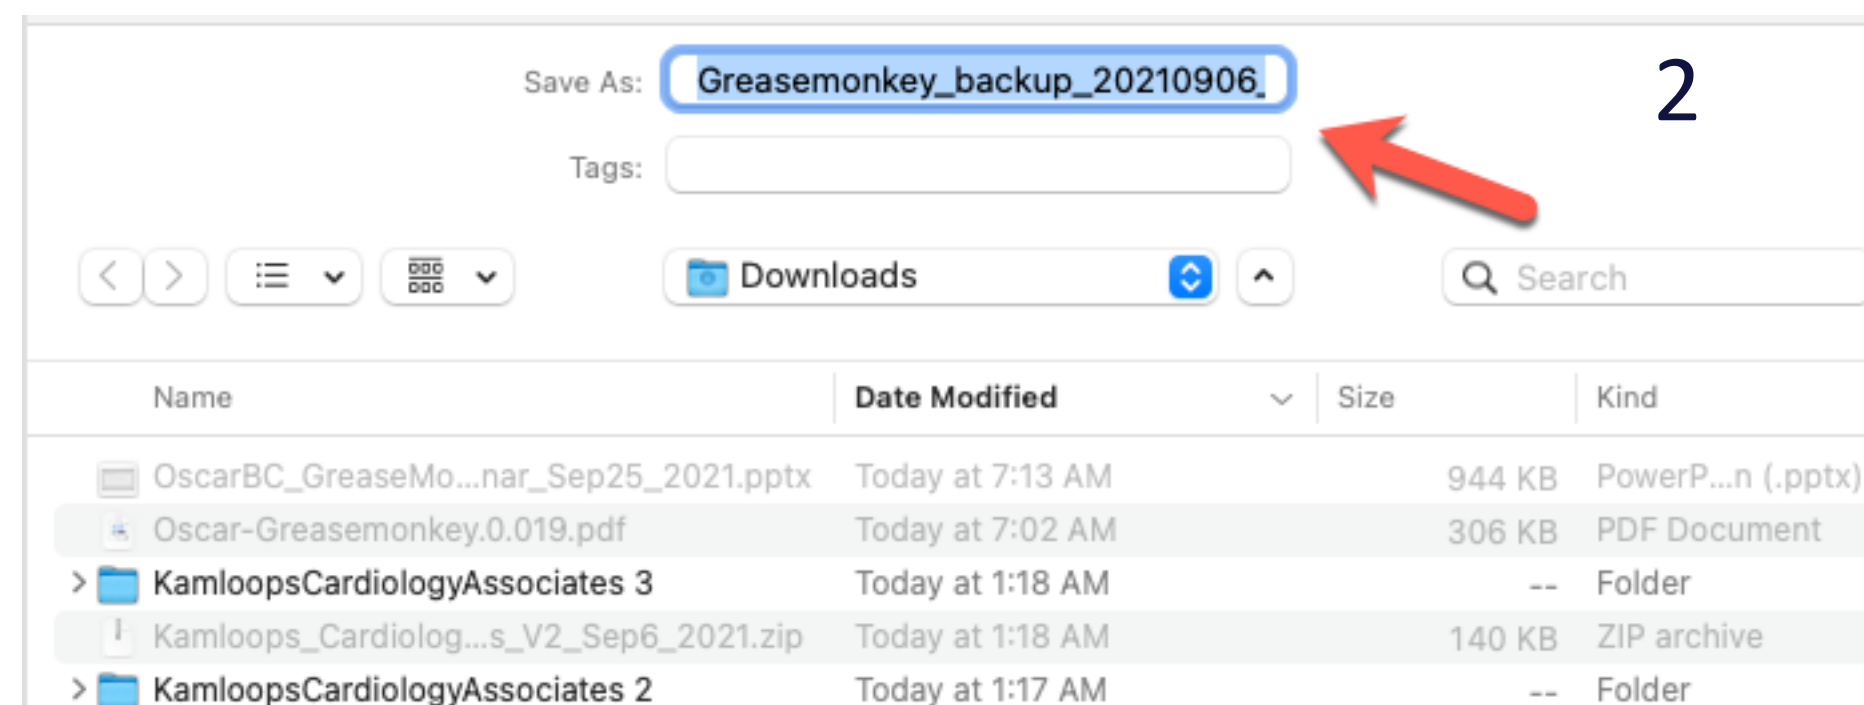 Save As: Greasemonkey_backup_20210906_
2
Tags:
Downloads
Search
Name Date Modified Size Kind
OscarBC_GreaseMo...nar_Sep25_2021.pptx Today at 7:13 AM 944 KB PowerP...n (.pptx)
Oscar-Greasemonkey.0.019.pdf Today at 7:02 AM 306 KB PDF Document
KamloopsCardiologyAssociates 3 Today at 1:18 AM -- Folder
Kamloops_Cardiolog...s_V2_Sep6_2021.zip Today at 1:18 AM 140 KB ZIP archive
KamloopsCardiologyAssociates 2 Today at 1:17 AM -- Folder